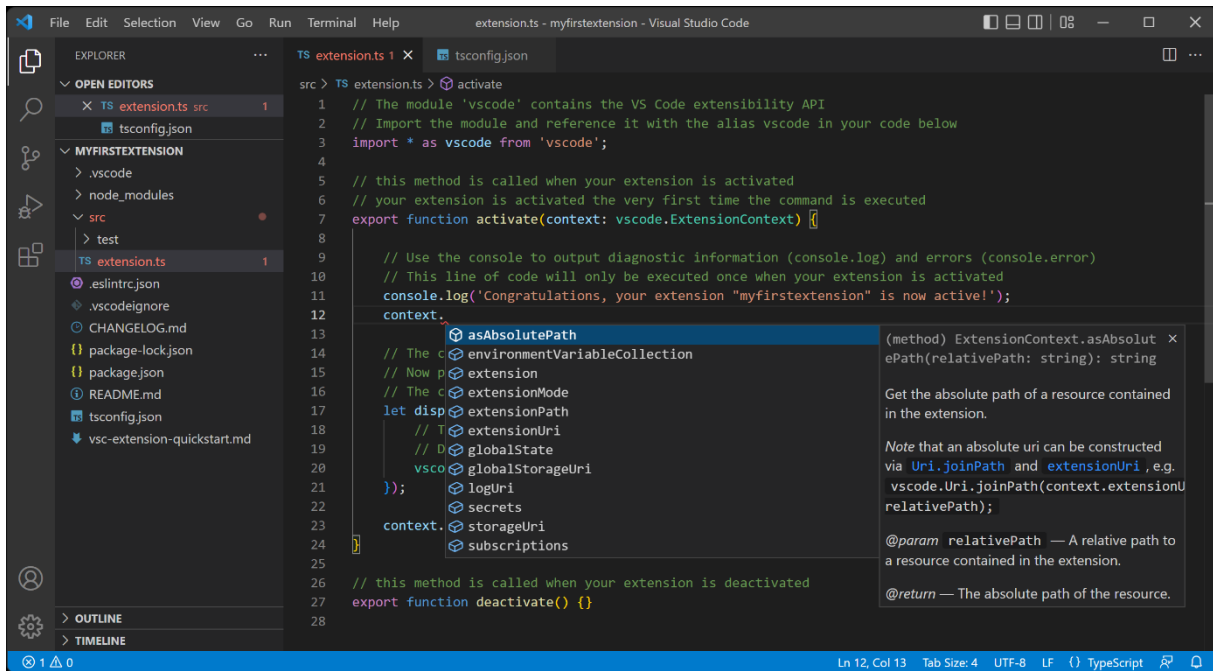 File Edit Selection View Go Run Terminal Help
extension.ts - myfirstextension - Visual Studio Code
EXPLORER
OPEN EDITORS
TS extension.ts src 1
TS tsconfig.json
MYFIRSTEXTENSION
.vscode
node_modules
src
test
TS extension.ts 1
.eslintrc.json
.vscodeignore
CHANGELOG.md
{} package-lock.json
{} package.json
README.md
TS tsconfig.json
vsc-extension-quickstart.md
OUTLINE
TIMELINE
TS extension.ts 1 TS tsconfig.json
src > TS extension.ts > activate
1 // The module 'vscode' contains the VS Code extensibility API
2 // Import the module and reference it with the alias vscode in your code below
3 import * as vscode from 'vscode';
4
5 // this method is called when your extension is activated
6 // your extension is activated the very first time the command is executed
7 export function activate(context: vscode.ExtensionContext) {
8
9 // Use the console to output diagnostic information (console.log) and errors (console.error)
10 // This line of code will only be executed once when your extension is activated
11 console.log('Congratulations, your extension "myfirstextension" is now active!');
12 context.
13
14 // The c
15 // Now p
16 // The c
17 let disp
18 // T
19 // D
20 vsco
21 });
22
23 context.
24 }
25
26 // this method is called when your extension is deactivated
27 export function deactivate() {}
28
asAbsolutePath
environmentVariableCollection
extension
extensionMode
extensionPath
extensionUri
globalState
globalStorageUri
logUri
secrets
storageUri
subscriptions
(method) ExtensionContext.asAbsolut
ePath(relativePath: string): string
Get the absolute path of a resource contained
in the extension.
Note that an absolute uri can be constructed
via Uri.joinPath and extensionUri, e.g.
vscode.Uri.joinPath(context.extensionU
relativePath);
@param relativePath — A relative path to
a resource contained in the extension.
@return — The absolute path of the resource.
1 0
Ln 12, Col 13 Tab Size: 4 UTF-8 LF {} TypeScript